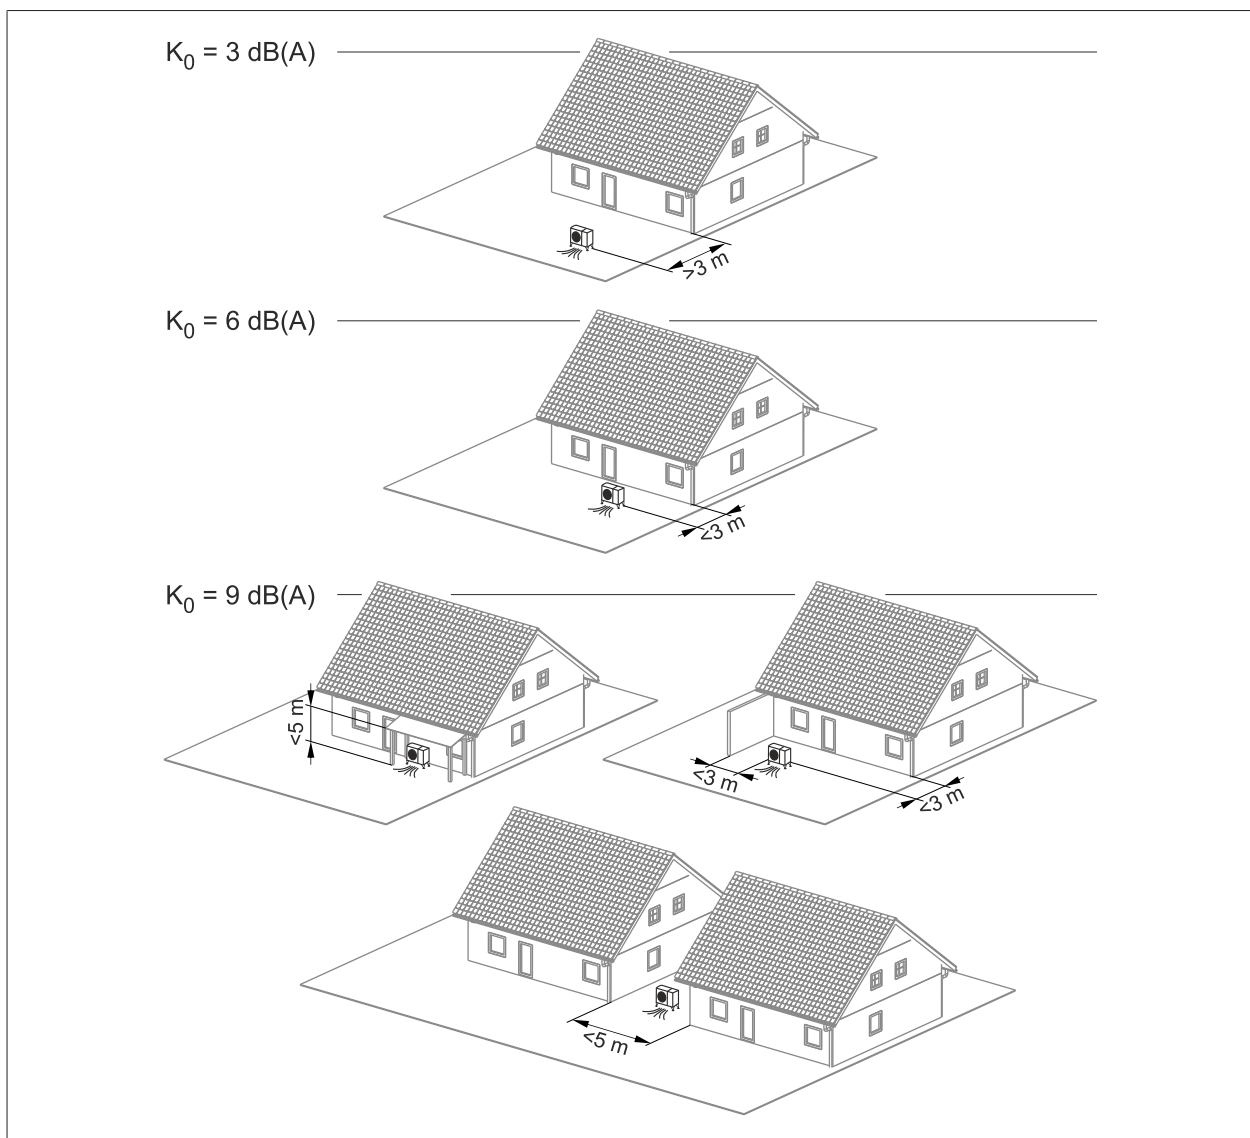 K₀ = 3 dB(A)
>3 m
K₀ = 6 dB(A)
<3 m
K₀ = 9 dB(A)
<5 m
<3 m
<3 m
<5 m